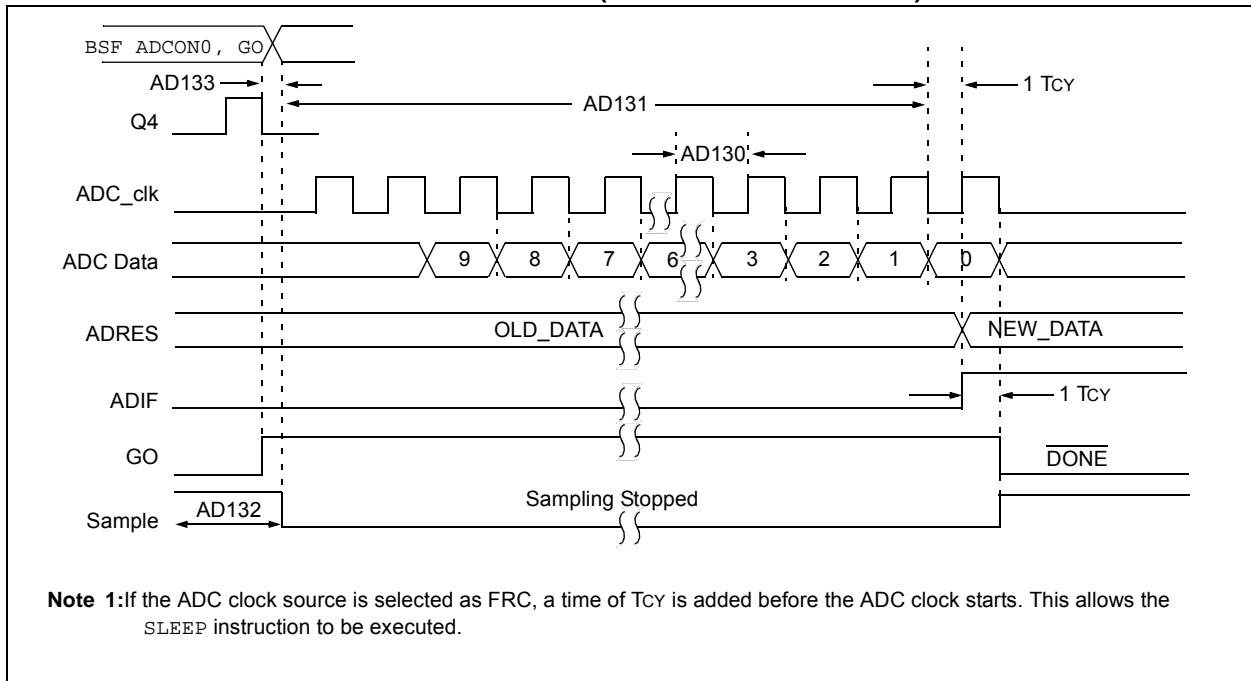 BSF ADCON0, GO
AD133
1 TCY
AD131
Q4
AD130
ADC_clk
ADC Data 9 8 7 6 3 2 1 0
OLD_DATA
ADRES NEW_DATA
ADIF 1 TCY
GO DONE
Sampling Stopped
AD132
Sample
Note 1:If the ADC clock source is selected as FRC, a time of TCY is added before the ADC clock starts. This allows the
SLEEP instruction to be executed.